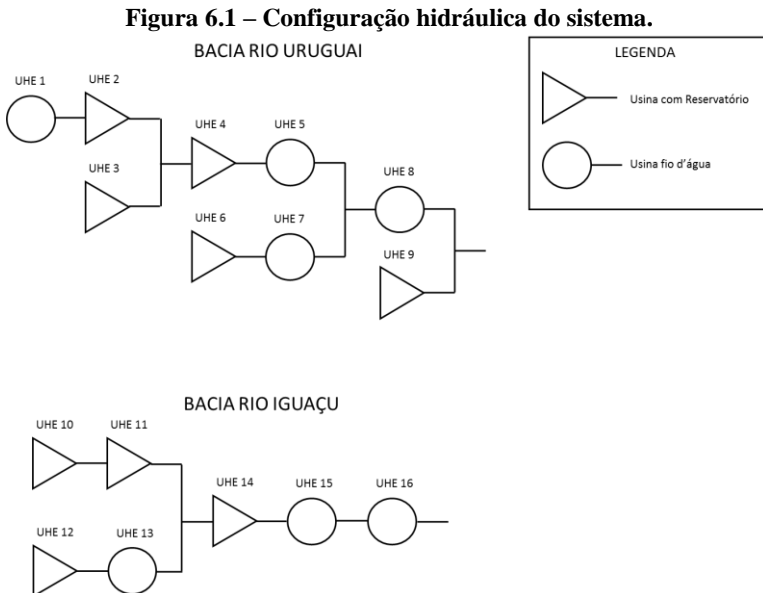 Figura 6.1 – Configuração hidráulica do sistema.
BACIA RIO URUGUAI
LEGENDA
Usina com Reservatório
Usina fio d'água
UHE 1
UHE 2
UHE 3
UHE 4
UHE 5
UHE 6
UHE 7
UHE 8
UHE 9
BACIA RIO IGUAÇU
UHE 10
UHE 11
UHE 12
UHE 13
UHE 14
UHE 15
UHE 16